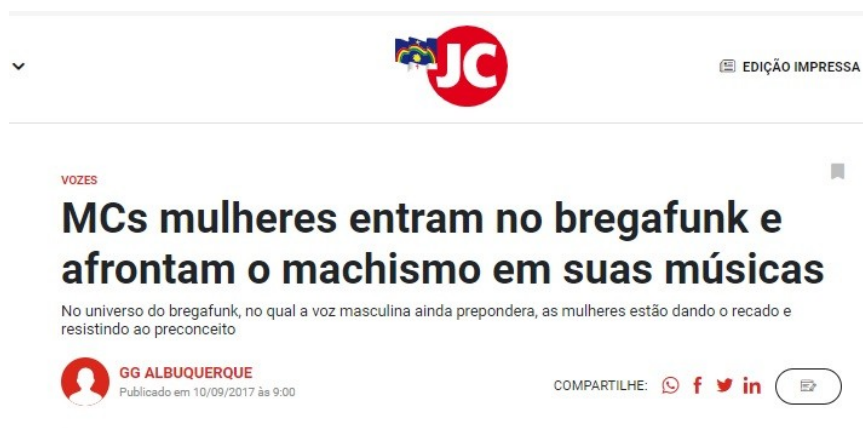 JC
EDIÇÃO IMPRESSA
VOZES
MCs mulheres entram no bregafunk e
afrontam o machismo em suas músicas
No universo do bregafunk, no qual a voz masculina ainda prepondera, as mulheres estão dando o recado e
resistindo ao preconceito
GG ALBUQUERQUE
Publicado em 10/09/2017 às 9:00
COMPARTILHE: